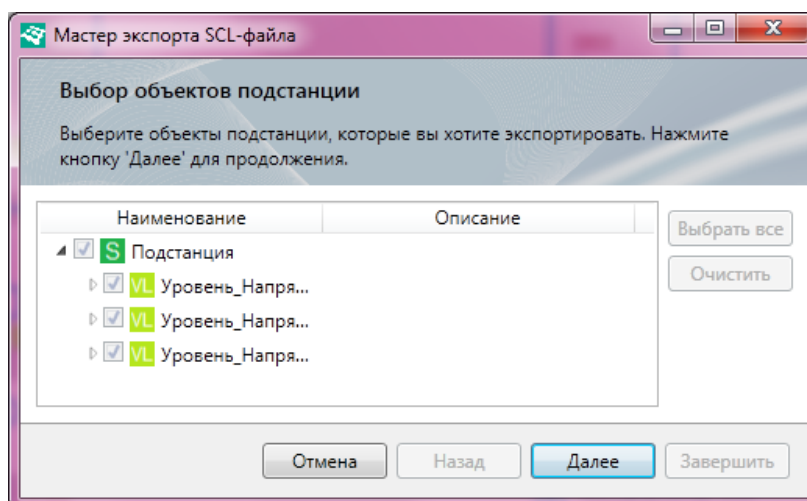 Мастер экспорта SCL-файла
Выбор объектов подстанции
Выберите объекты подстанции, которые вы хотите экспортировать. Нажмите
кнопку 'Далее' для продолжения.
Наименование Описание
S Подстанция
VL Уровень_Напря...
VL Уровень_Напря...
VL Уровень_Напря...
Выбрать все
Очистить
Отмена Назад Далее Завершить